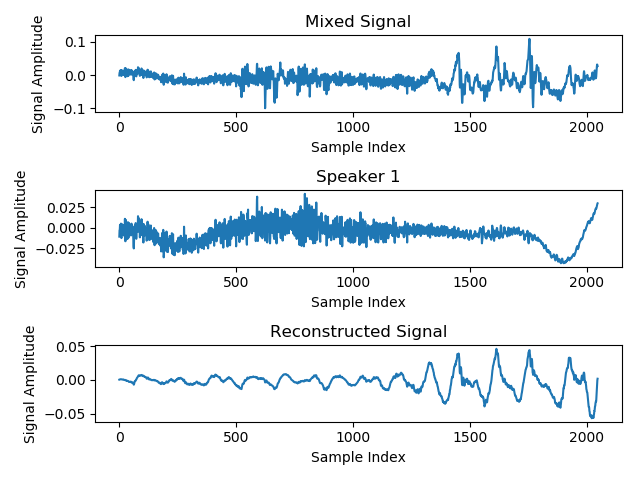 Mixed Signal
Signal Amplitude
0.1
0.0
−0.1
0 500 1000 1500 2000
Sample Index
Speaker 1
Signal Amplitude
0.025
0.000
−0.025
0 500 1000 1500 2000
Sample Index
Reconstructed Signal
Signal Amplitude
0.05
0.00
−0.05
0 500 1000 1500 2000
Sample Index